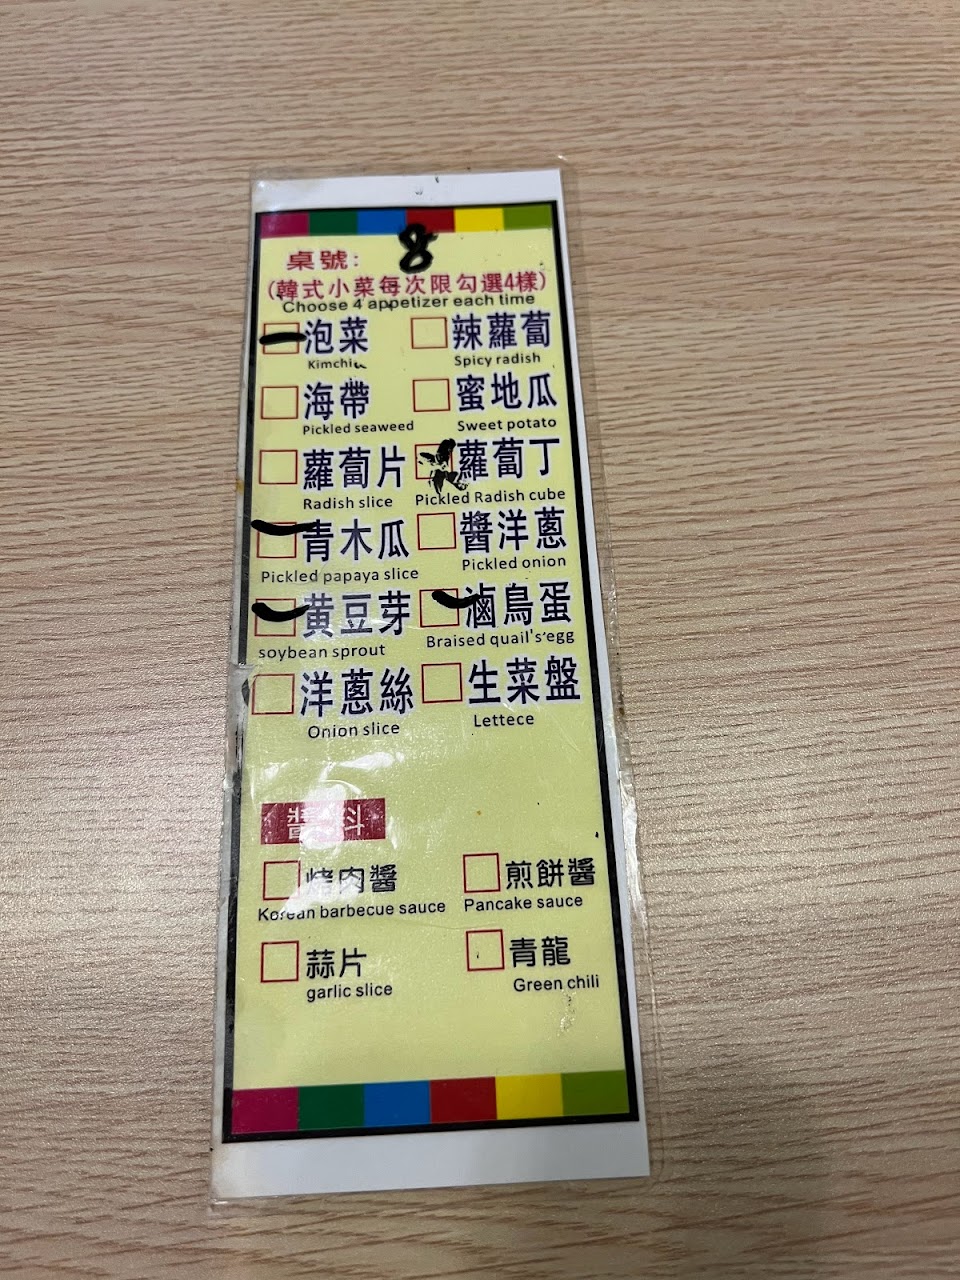 桌號: 8
(韓式小菜每次限勾選4樣)
Choose 4 appetizer each time
泡菜 辣蘿蔔
Kimchi Spicy radish
海帶 蜜地瓜
Pickled seaweed Sweet potato
蘿蔔片 蘿蔔丁
Radish slice Pickled Radish cube
青木瓜 醬洋蔥
Pickled papaya slice Pickled onion
黃豆芽 滷鳥蛋
soybean sprout Braised quail's egg
洋蔥絲 生菜盤
Onion slice Lettece
醬料
烤肉醬 煎餅醬
Korean barbecue sauce Pancake sauce
蒜片 青龍
garlic slice Green chili